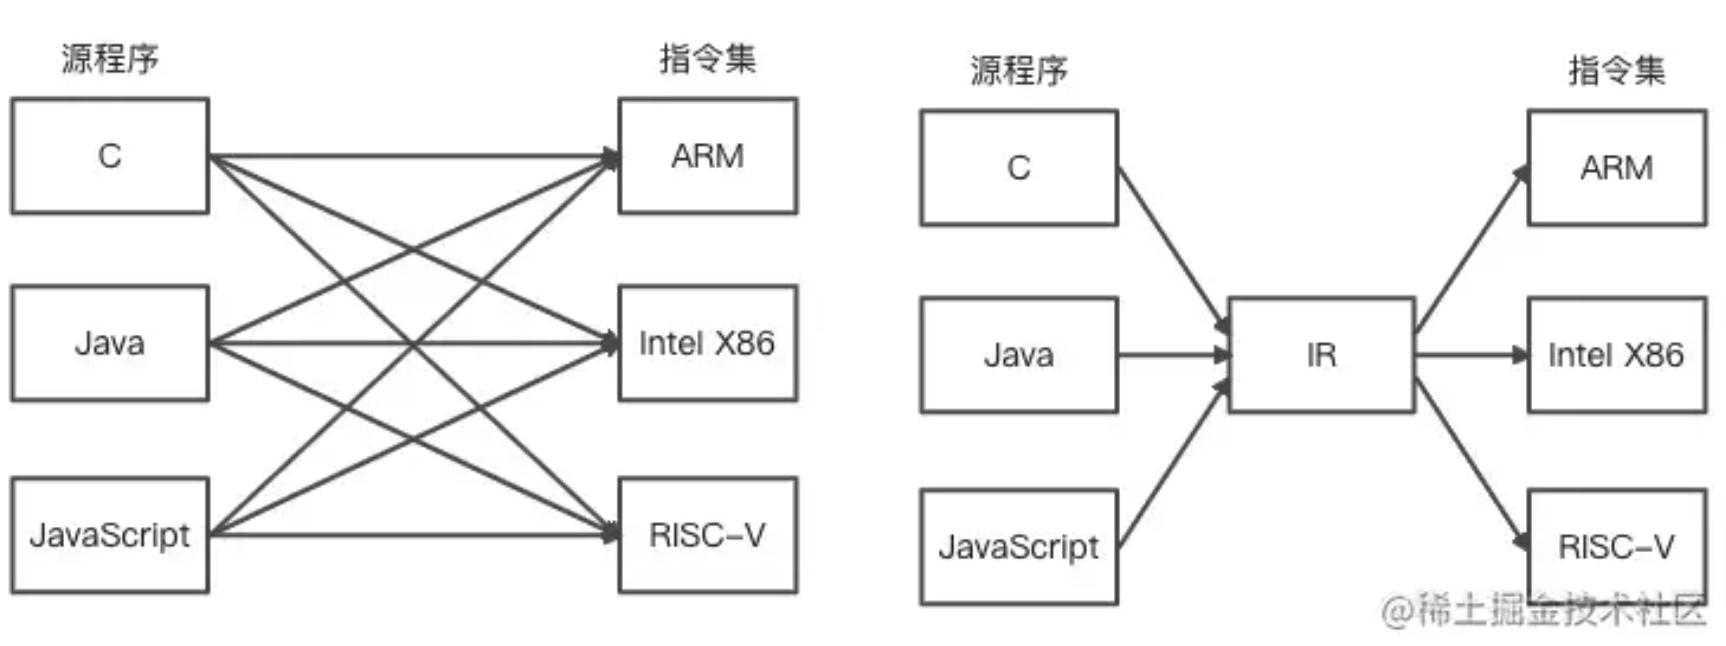 源程序
指令集
C
ARM
Java
Intel X86
JavaScript
RISC-V
源程序
指令集
C
ARM
Java
IR
Intel X86
JavaScript
RISC-V
@稀土掘金技术社区